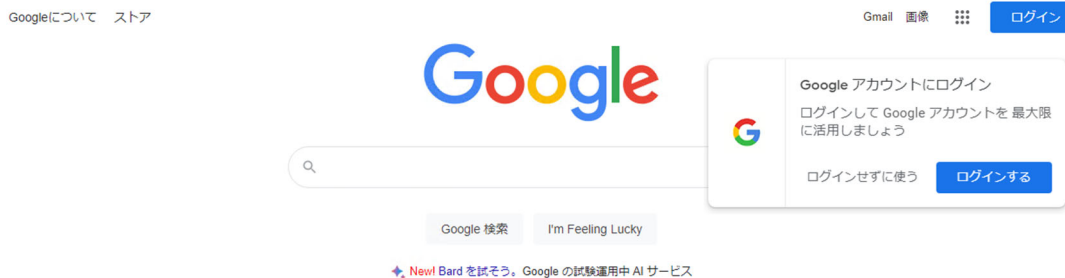 Googleについて ストア
Gmail 画像 ログイン
Google
Google アカウントにログイン
ログインして Google アカウントを 最大限
に活用しましょう
ログインせずに使う ログインする
Google 検索 I'm Feeling Lucky
New! Bard を試そう。Google の試験運用中 AI サービス